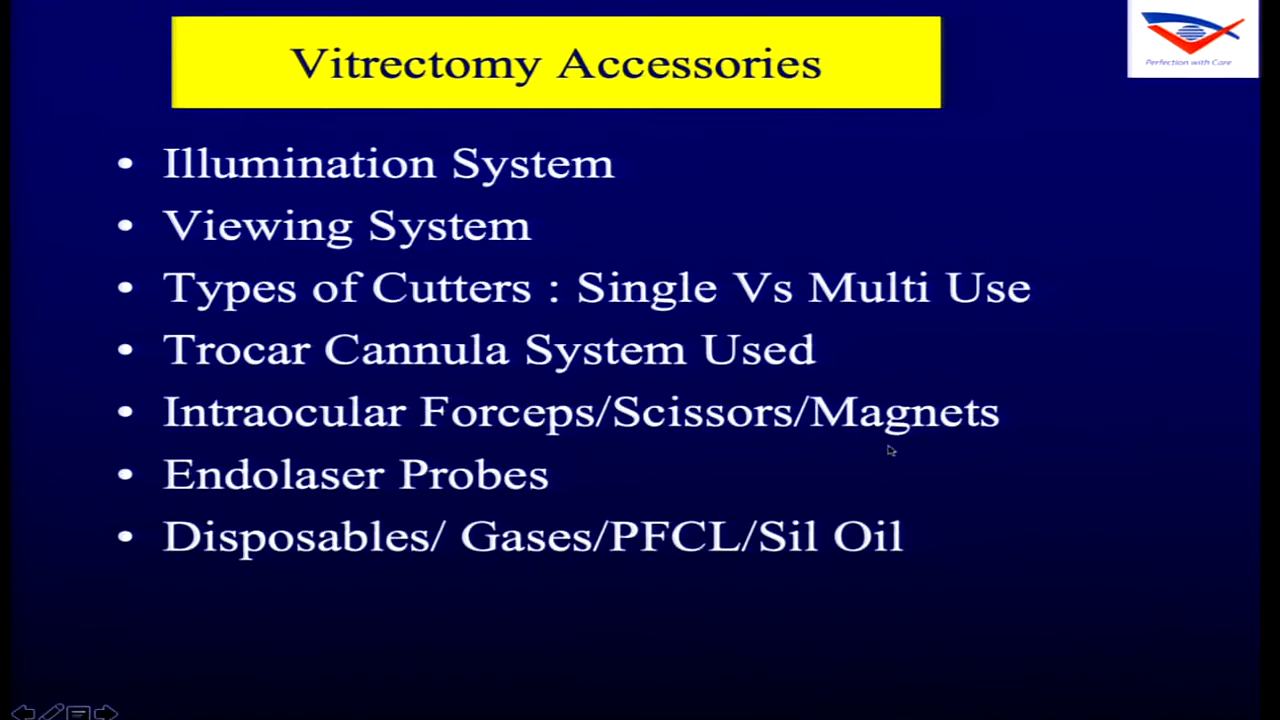 Vitrectomy Accessories
Perfection with Care
• Illumination System
• Viewing System
• Types of Cutters : Single Vs Multi Use
• Trocar Cannula System Used
• Intraocular Forceps/Scissors/Magnets
• Endolaser Probes
• Disposables/ Gases/PFCL/Sil Oil